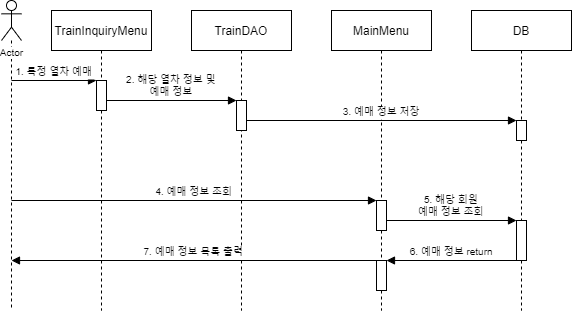 TrainInquiryMenu
TrainDAO
MainMenu
DB
Actor
1. 특정 열차 예매
2. 해당 열차 정보 및
예매 정보
3. 예매 정보 저장
4. 예매 정보 조회
5. 해당 회원
예매 정보 조회
6. 예매 정보 return
7. 예매 정보 목록 출력